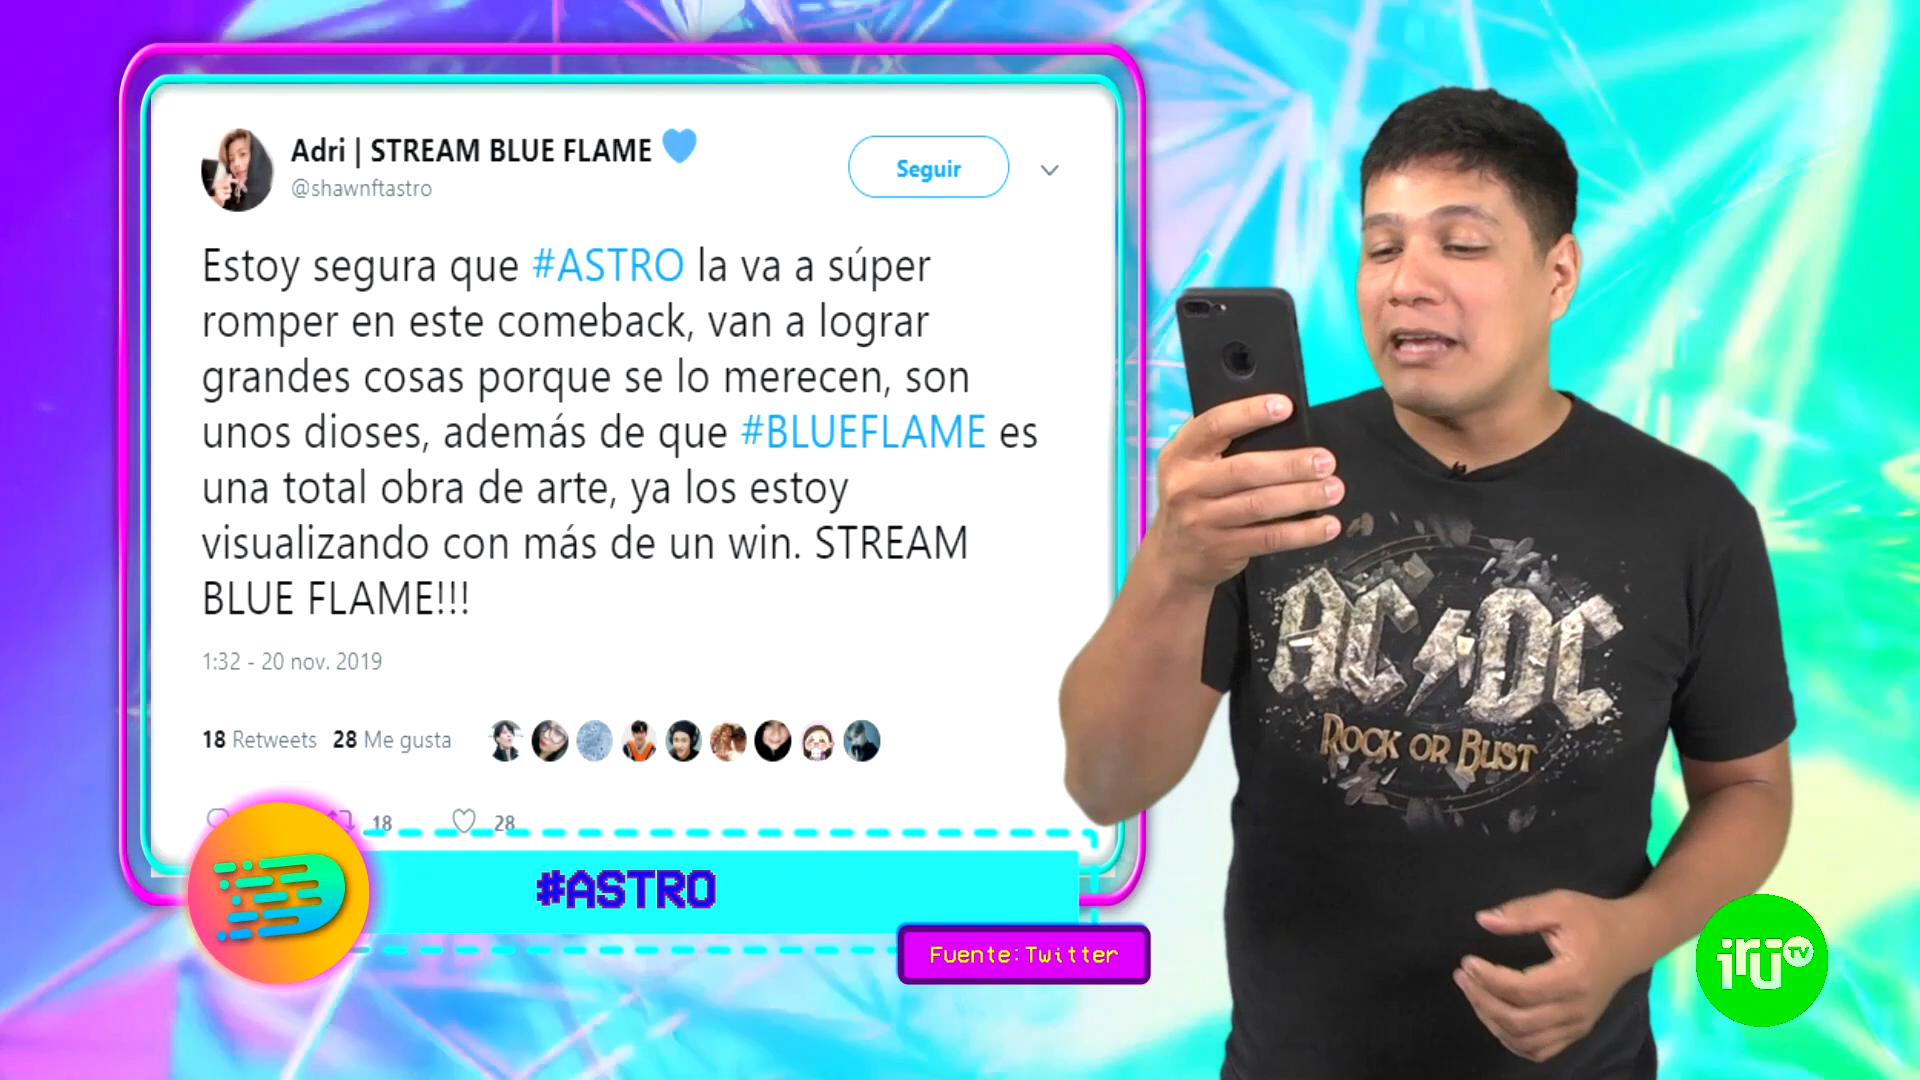 Adri | STREAM BLUE FLAME
@shawnftastro
Seguir
Estoy segura que #ASTRO la va a súper
romper en este comeback, van a lograr
grandes cosas porque se lo merecen, son
unos dioses, además de que #BLUEFLAME es
una total obra de arte, ya los estoy
visualizando con más de un win. STREAM
BLUE FLAME!!!
1:32 - 20 nov. 2019
18 Retweets 28 Me gusta
18 28
#ASTRO
Fuente:Twitter
AC DC
ROCK OR BUST
irü TV